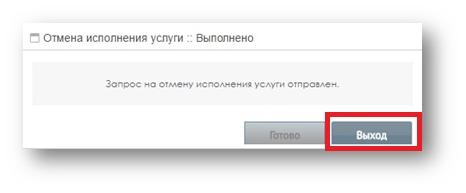 Отмена исполнения услуги :: Выполнено
Запрос на отмену исполнения услуги отправлен.
Готово
Выход